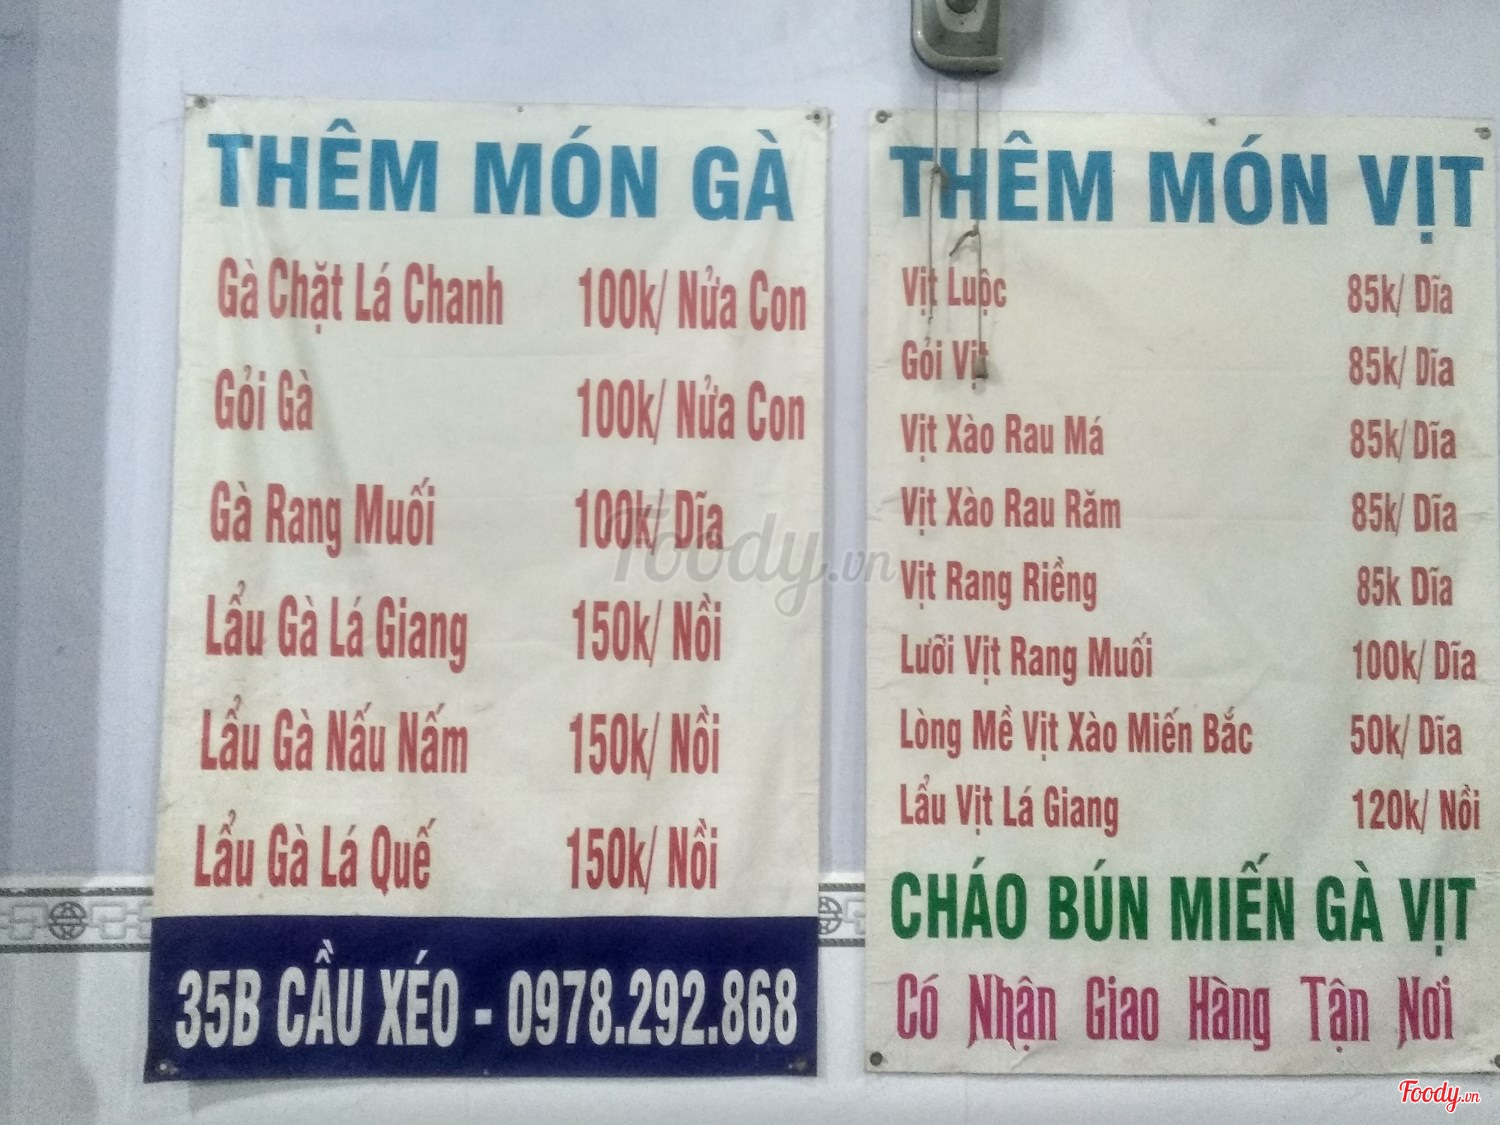 THÊM MÓN GÀ
Gà Chặt Lá Chanh 100k/ Nửa Con
Gỏi Gà 100k/ Nửa Con
Gà Rang Muối 100k/ Dĩa
Lẩu Gà Lá Giang 150k/ Nồi
Lẩu Gà Nấu Nấm 150k/ Nồi
Lẩu Gà Lá Quế 150k/ Nồi
35B CẦU XÉO - 0978.292.868
THÊM MÓN VỊT
Vịt Luộc 85k/ Dĩa
Gỏi Vịt 85k/ Dĩa
Vịt Xào Rau Má 85k/ Dĩa
Vịt Xào Rau Răm 85k/ Dĩa
Vịt Rang Riềng 85k Dĩa
Lưỡi Vịt Rang Muối 100k/ Dĩa
Lòng Mề Vịt Xào Miến Bắc 50k/ Dĩa
Lẩu Vịt Lá Giang 120k/ Nồi
CHÁO BÚN MIẾN GÀ VỊT
Có Nhận Giao Hàng Tận Nơi
Foody.vn
Foody.vn